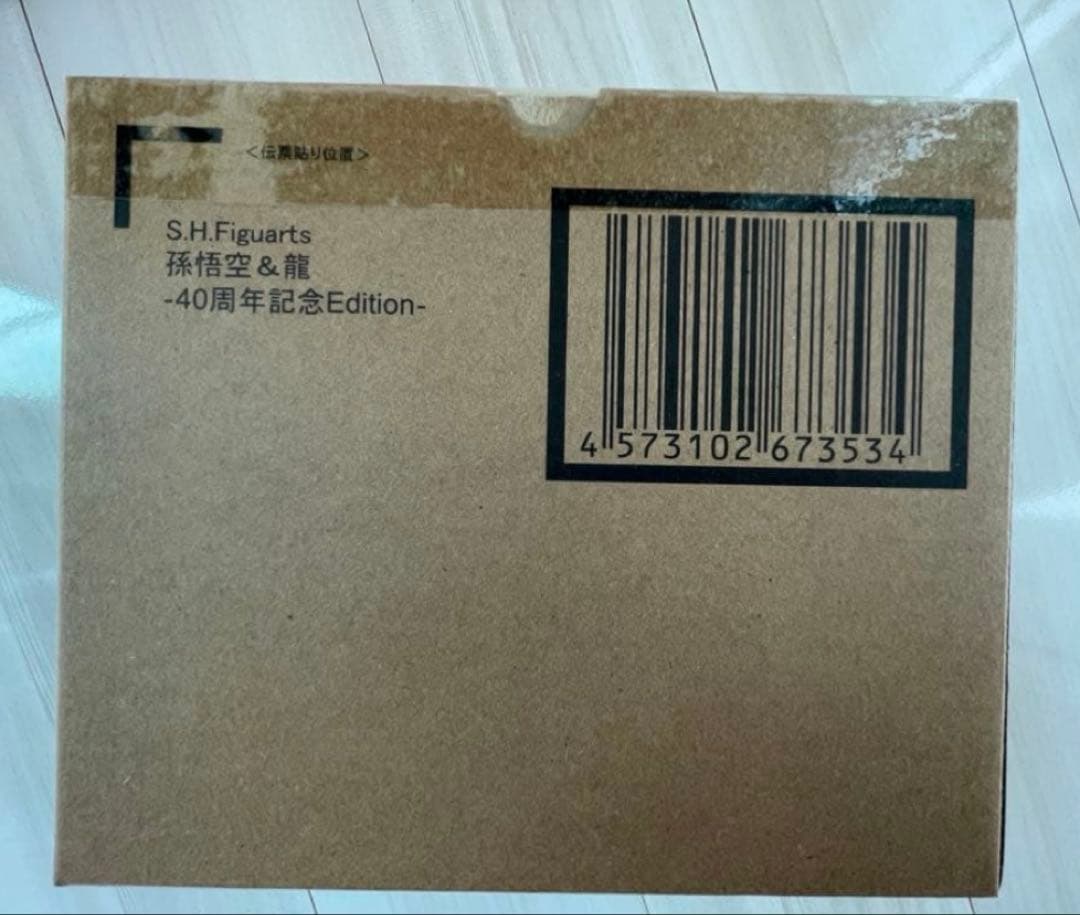 ＜伝票貼り位置＞
S.H.Figuarts
孫悟空＆龍
-40周年記念Edition-
4 573102 673534